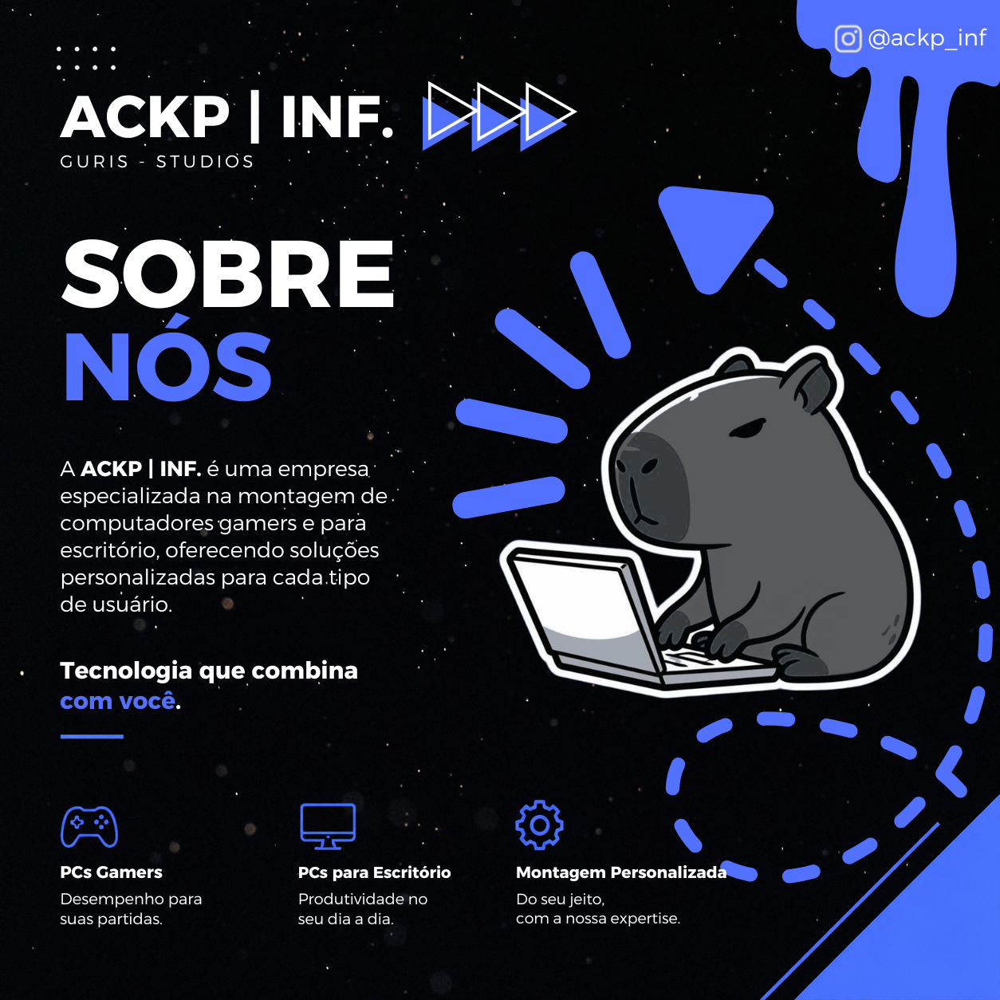 @ackp_inf
ACKP | INF.
GURIS - STUDIOS
SOBRE
NÓS
A ACKP | INF. é uma empresa
especializada na montagem de
computadores gamers e para
escritório, oferecendo soluções
personalizadas para cada tipo
de usuário.
Tecnologia que combina
com você.
PCs Gamers
Desempenho para
suas partidas.
PCs para Escritório
Produtividade no
seu dia a dia.
Montagem Personalizada
Do seu jeito,
com a nossa expertise.